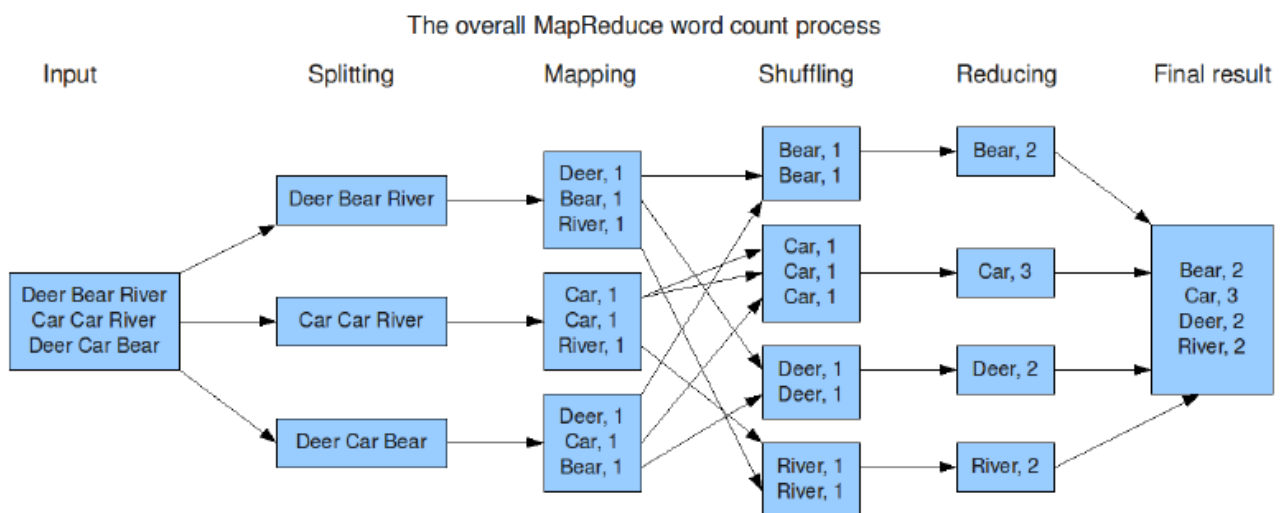 The overall MapReduce word count process
Input
Splitting
Mapping
Shuffling
Reducing
Final result
Deer Bear River
Car Car River
Deer Car Bear
Deer Bear River
Car Car River
Deer Car Bear
Deer, 1
Bear, 1
River, 1
Car, 1
Car, 1
River, 1
Deer, 1
Car, 1
Bear, 1
Bear, 1
Bear, 1
Car, 1
Car, 1
Car, 1
Deer, 1
Deer, 1
River, 1
River, 1
Bear, 2
Car, 3
Deer, 2
River, 2
Bear, 2
Car, 3
Deer, 2
River, 2